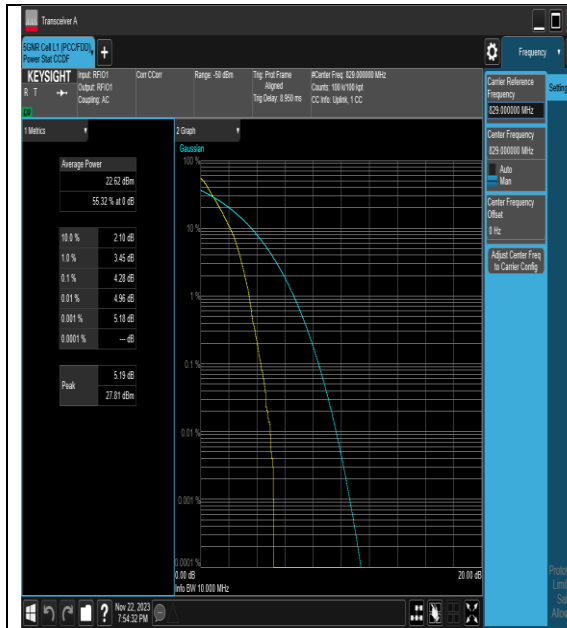 Transceiver A
5GNR Cell L1 (PCC/FDD)
Power Stat CCDF
+
Frequency
KEYSIGHT
R T
LXI
Input: RFIO1
Output: RFIO1
Coupling: AC
Corr CCorr
Range: -50 dBm
Trig: Prot Frame
Aligned
Trig Delay: 8.950 ms
#Center Freq: 829.000000 MHz
Counts: 100 k/100 kpt
CC Info: Uplink, 1 CC
Carrier Reference
Frequency
829.000000 MHz
Setting
Center Frequency
829.000000 MHz
Auto
Man
Center Frequency
Offset
0 Hz
Adjust Center Freq
to Carrier Config
1 Metrics
Average Power
22.62 dBm
55.32 % at 0 dB
10.0 % 2.10 dB
1.0 % 3.45 dB
0.1 % 4.28 dB
0.01 % 4.96 dB
0.001 % 5.18 dB
0.0001 % --- dB
Peak
5.19 dB
27.81 dBm
2 Graph
Gaussian
100 %
10 %
1 %
0.1 %
0.01 %
0.001 %
0.0001 %
0.00 dB
20.00 dB
Info BW 10.000 MHz
Nov 22, 2023
7:54:32 PM
?